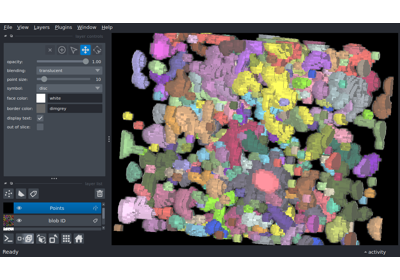 File View Layers Plugins Window Help
opacity: 1.00
blending: translucent
point size: 10
symbol: disc
face color: white
border color: dimgrey
display text: ✓
out of slice:
Points
blob ID
Ready
activity